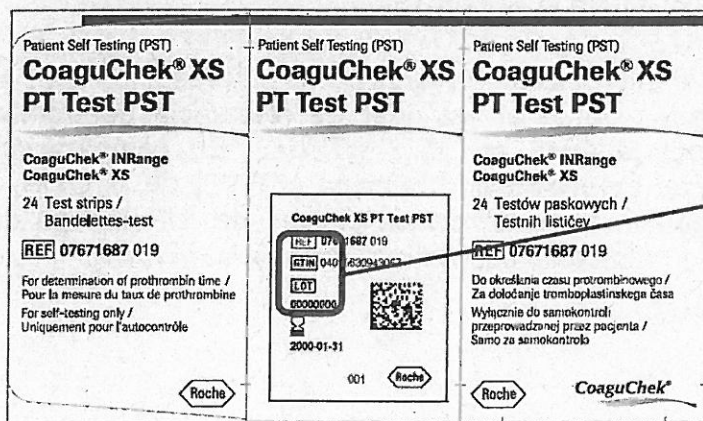 Patient Self Testing (PST)
CoaguChek® XS
PT Test PST
CoaguChek® INRange
CoaguChek® XS
24 Test strips /
Bandelettes-test
REF 07671687 019
For determination of prothrombin time /
Pour la mesure du taux de prothrombine
For self-testing only /
Uniquement pour l'autocontrôle
Roche
Patient Self Testing (PST)
CoaguChek® XS
PT Test PST
CoaguChek XS PT Test PST
REF 07671687 019
GTIN
LOT
00000000
2000-01-31
001
Roche
Patient Self Testing (PST)
CoaguChek® XS
PT Test PST
CoaguChek® INRange
CoaguChek® XS
24 Testów paskowych /
Testnih lističev
REF 07671687 019
Do określania czasu protrombinowego /
Za določanje tromboplastinskega časa
Wyłącznie do samokontroli
przeprowadzanej przez pacjenta /
Samo za samokontrolo
Roche
CoaguChek®